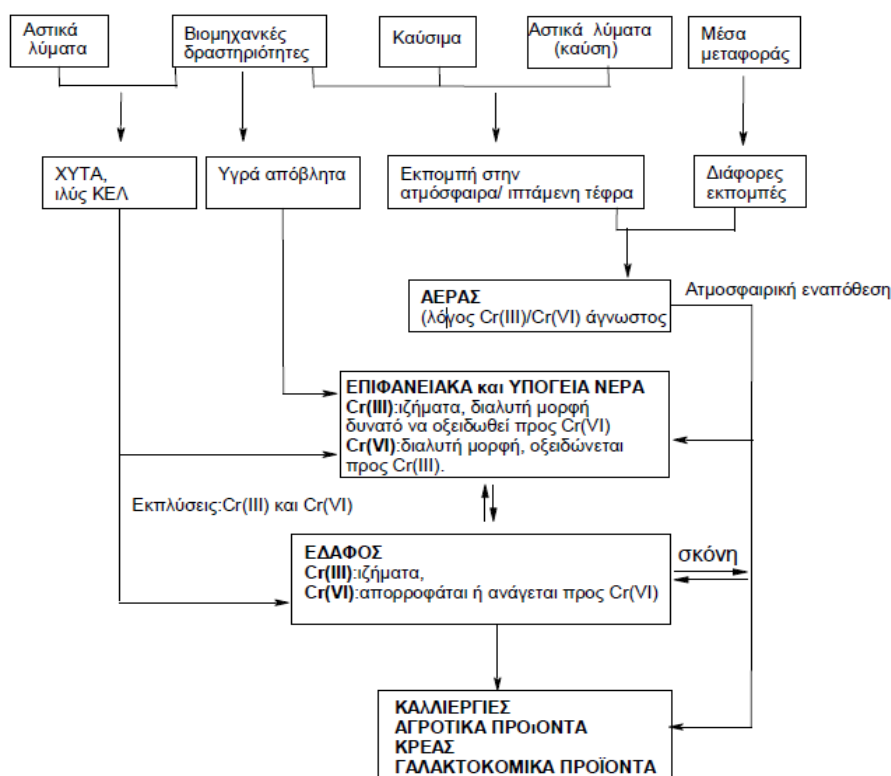 Αστικά
λύματα
Βιομηχανκές
δραστηριότητες
Καύσιμα
Αστικά λύματα
(καύση)
Μέσα
μεταφοράς
ΧΥΤΑ,
ιλύς ΚΕΛ
Υγρά απόβλητα
Εκπομπή στην
ατμόσφαιρα/ ιπτάμενη τέφρα
Διάφορες
εκπομπές
ΑΕΡΑΣ
(λόγος Cr(III)/Cr(VI) άγνωστος
Ατμοσφαιρική εναπόθεση
ΕΠΙΦΑΝΕΙΑΚΑ και ΥΠΟΓΕΙΑ ΝΕΡΑ
Cr(III):ιζήματα, διαλυτή μορφή
δυνατό να οξειδωθεί προς Cr(VI)
Cr(VI):διαλυτή μορφή, οξειδώνεται
προς Cr(III).
Εκπλύσεις:Cr(III) και Cr(VI)
ΕΔΑΦΟΣ
Cr(III):ιζήματα,
Cr(VI):απορροφάται ή ανάγεται προς Cr(VI)
σκόνη
ΚΑΛΛΙΕΡΓΙΕΣ
ΑΓΡΟΤΙΚΑ ΠΡΟιΟΝΤΑ
ΚΡΕΑΣ
ΓΑΛΑΚΤΟΚΟΜΙΚΑ ΠΡΟΪΟΝΤΑ